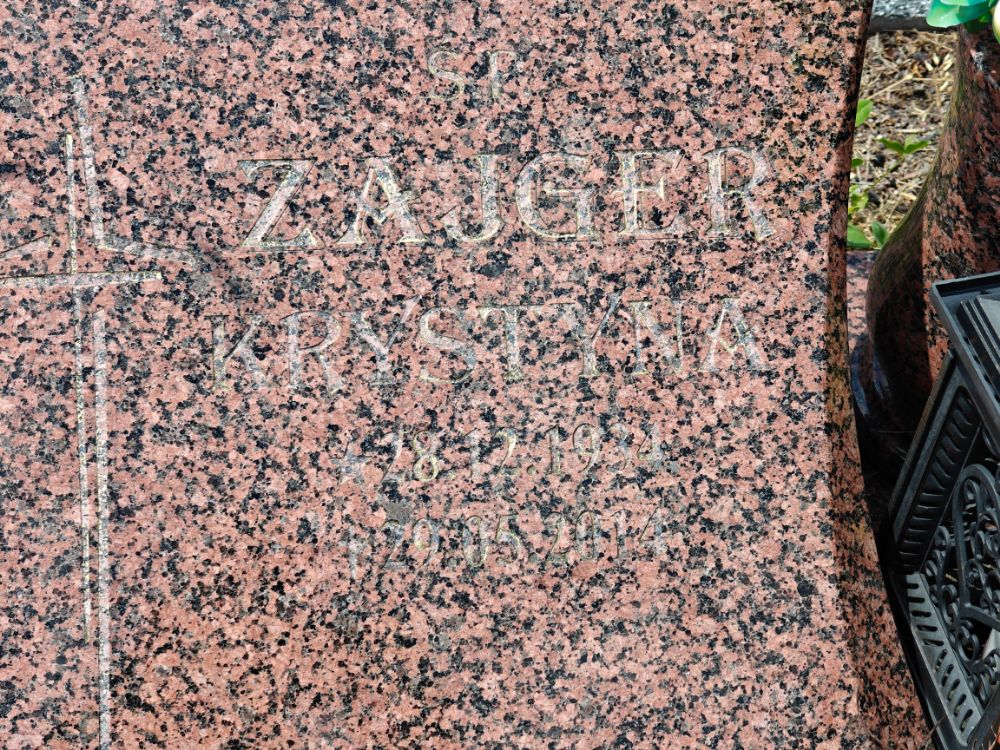 ŚP.
ZAJGER
KRYSTYNA
* 28.12.1934
† 29.05.2014